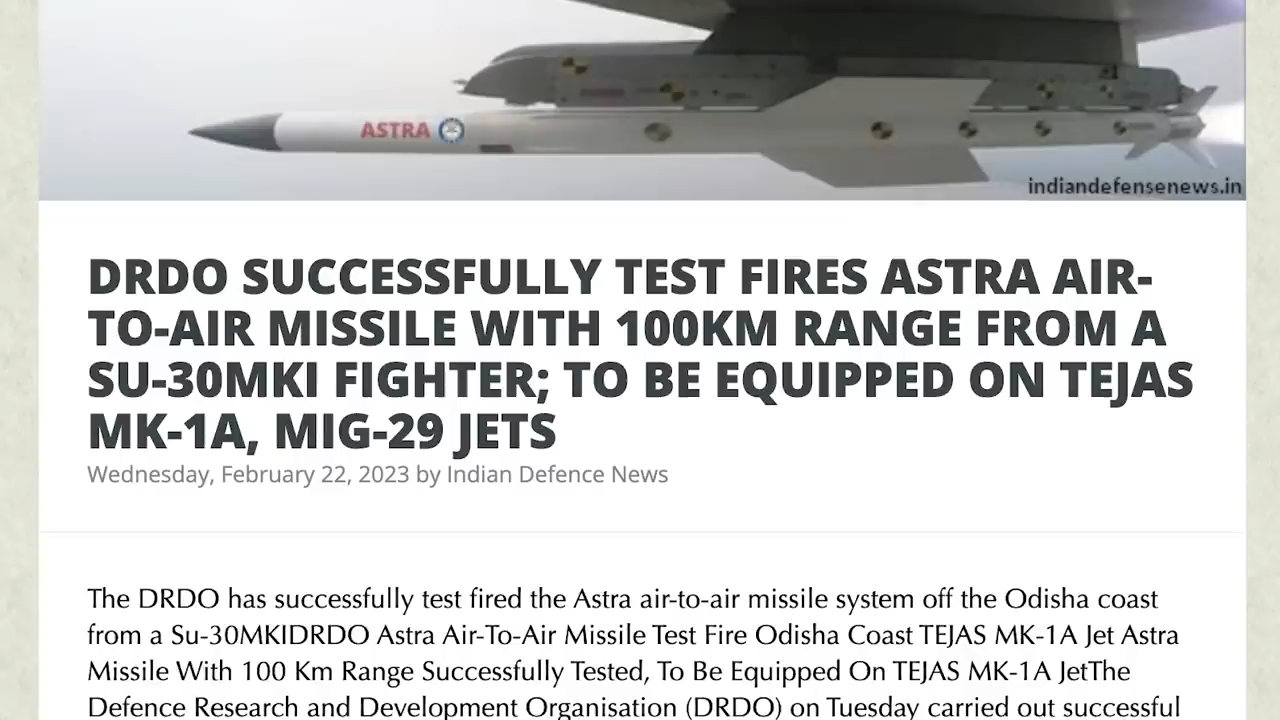 ASTRA
indiandefensenews.in
DRDO SUCCESSFULLY TEST FIRES ASTRA AIR-
TO-AIR MISSILE WITH 100KM RANGE FROM A
SU-30MKI FIGHTER; TO BE EQUIPPED ON TEJAS
MK-1A, MIG-29 JETS
Wednesday, February 22, 2023 by Indian Defence News
The DRDO has successfully test fired the Astra air-to-air missile system off the Odisha coast
from a Su-30MKIDRDO Astra Air-To-Air Missile Test Fire Odisha Coast TEJAS MK-1A Jet Astra
Missile With 100 Km Range Successfully Tested, To Be Equipped On TEJAS MK-1A JetThe
Defence Research and Development Organisation (DRDO) on Tuesday carried out successful